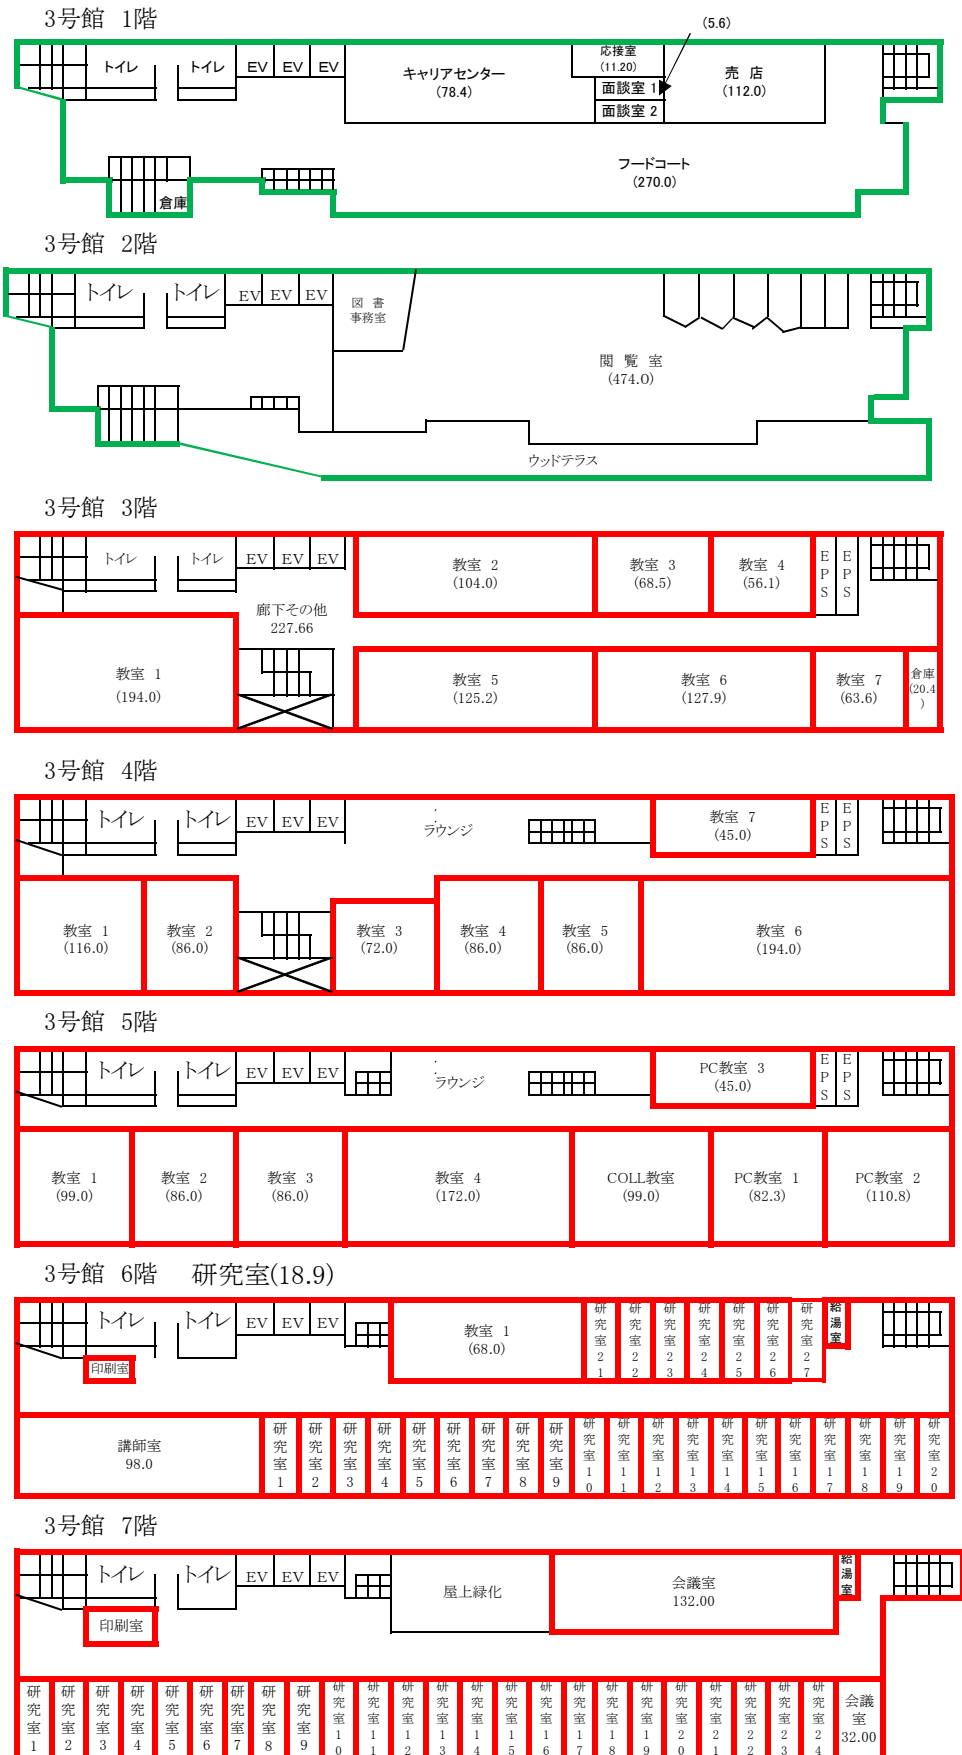 3号館 1階
(5.6)
トイレ トイレ EV EV EV
キャリアセンター
(78.4)
応接室
(11.20)
面談室 1
面談室 2
売 店
(112.0)
フードコート
(270.0)
倉庫
3号館 2階
トイレ トイレ EV EV EV
図 書
事務室
閲 覧 室
(474.0)
ウッドテラス
3号館 3階
トイレ トイレ EV EV EV
教室 2
(104.0)
教室 3
(68.5)
教室 4
(56.1)
EPS
EPS
廊下その他
227.66
教室 1
(194.0)
教室 5
(125.2)
教室 6
(127.9)
教室 7
(63.6)
倉庫
(20.4
)
3号館 4階
トイレ トイレ EV EV EV
ラウンジ
教室 7
(45.0)
EPS
EPS
教室 1
(116.0)
教室 2
(86.0)
教室 3
(72.0)
教室 4
(86.0)
教室 5
(86.0)
教室 6
(194.0)
3号館 5階
トイレ トイレ EV EV EV
ラウンジ
PC教室 3
(45.0)
EPS
EPS
教室 1
(99.0)
教室 2
(86.0)
教室 3
(86.0)
教室 4
(172.0)
COLL教室
(99.0)
PC教室 1
(82.3)
PC教室 2
(110.8)
3号館 6階 研究室(18.9)
トイレ トイレ EV EV EV
印刷室
教室 1
(68.0)
研究室21
研究室22
研究室23
研究室24
研究室25
研究室26
研究室27
給湯室
講師室
98.0
研究室1
研究室2
研究室3
研究室4
研究室5
研究室6
研究室7
研究室8
研究室9
研究室10
研究室11
研究室12
研究室13
研究室14
研究室15
研究室16
研究室17
研究室18
研究室19
研究室20
3号館 7階
トイレ トイレ EV EV EV
印刷室
屋上緑化
会議室
132.00
給湯室
研究室1
研究室2
研究室3
研究室4
研究室5
研究室6
研究室7
研究室8
研究室9
研究室10
研究室11
研究室12
研究室13
研究室14
研究室15
研究室16
研究室17
研究室18
研究室19
研究室20
研究室21
研究室22
研究室23
研究室24
会議
室
32.00